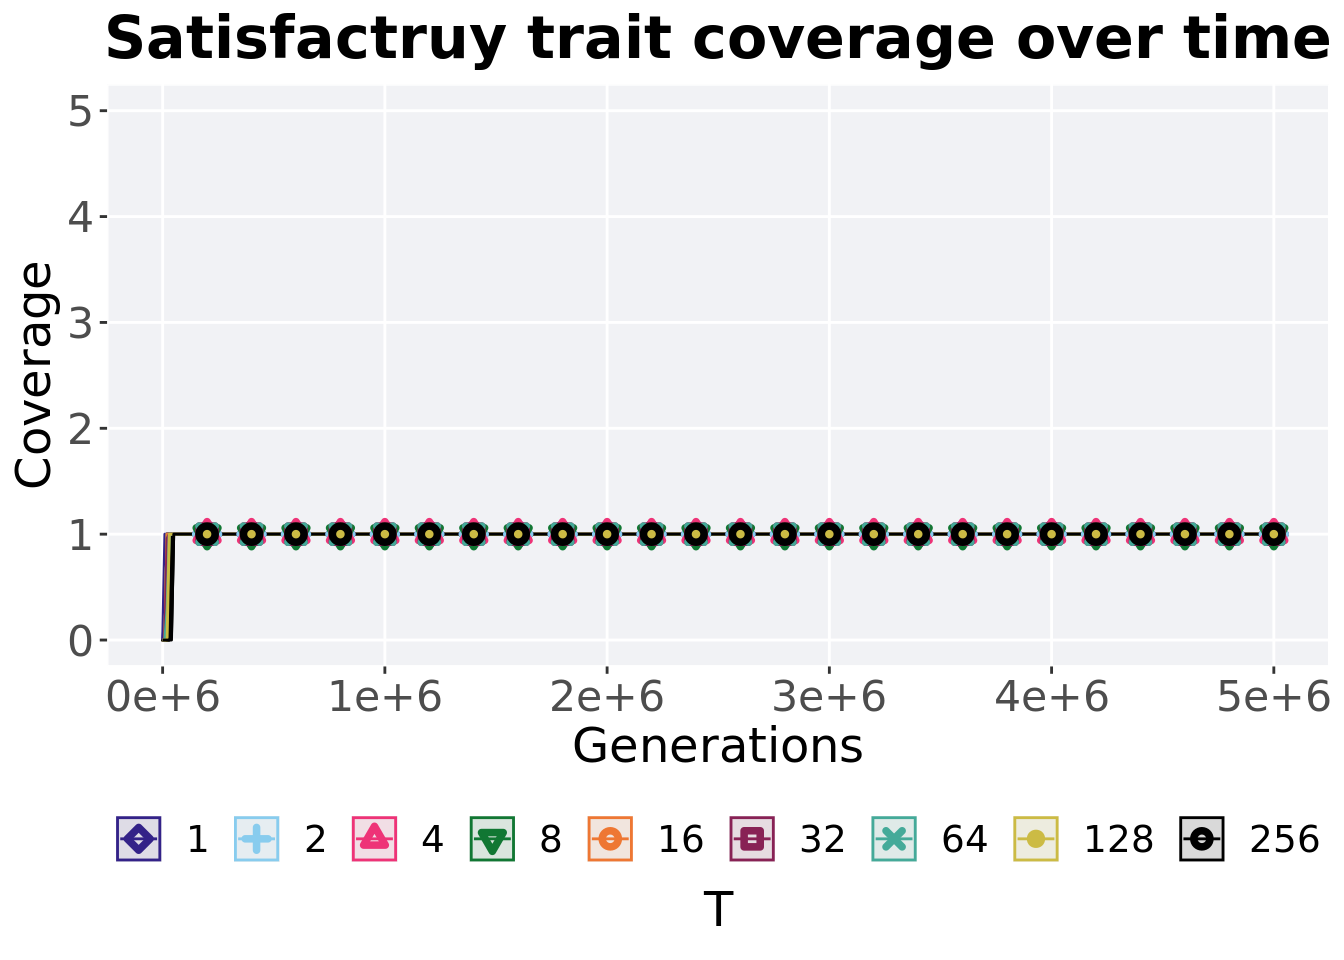 Satisfactruy trait coverage over time
5
4
3
2
1
0
Coverage
0e+6 1e+6 2e+6 3e+6 4e+6 5e+6
Generations
1 2 4 8 16 32 64 128 256
T